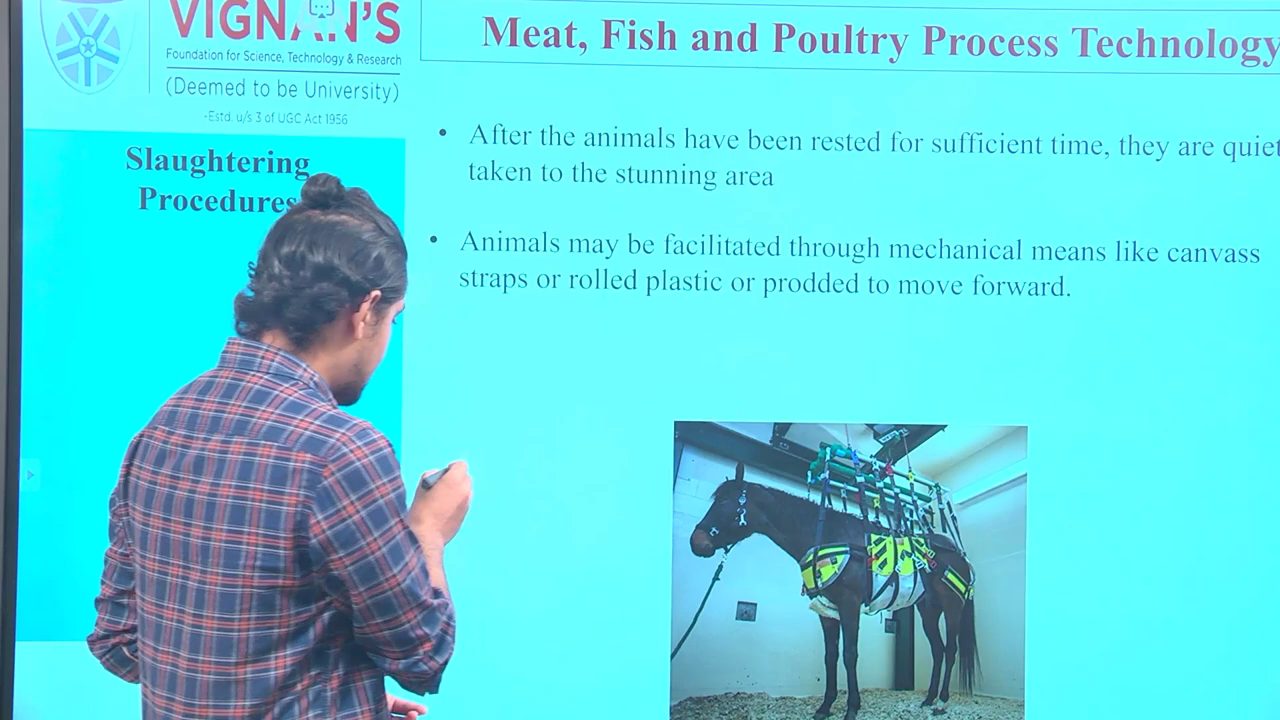 VIGNAN'S
Foundation for Science, Technology & Research
(Deemed to be University)
-Estd. u/s 3 of UGC Act 1956
Meat, Fish and Poultry Process Technology
Slaughtering
Procedures
• After the animals have been rested for sufficient time, they are quiet
taken to the stunning area
• Animals may be facilitated through mechanical means like canvass
straps or rolled plastic or prodded to move forward.